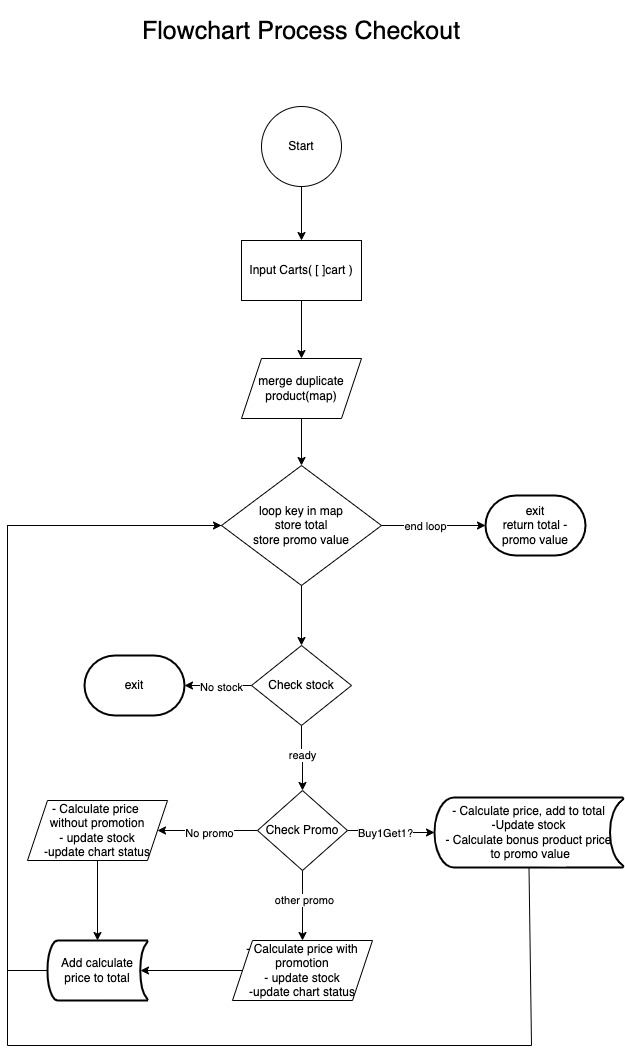 Flowchart Process Checkout
Start
Input Carts( [ ]cart )
merge duplicate
product(map)
loop key in map
store total
store promo value
end loop
exit
return total -
promo value
exit
No stock
Check stock
ready
- Calculate price
without promotion
- update stock
-update chart status
No promo
Check Promo
Buy1Get1?
- Calculate price, add to total
-Update stock
- Calculate bonus product price
to promo value
other promo
Add calculate
price to total
- Calculate price with
promotion
- update stock
-update chart status